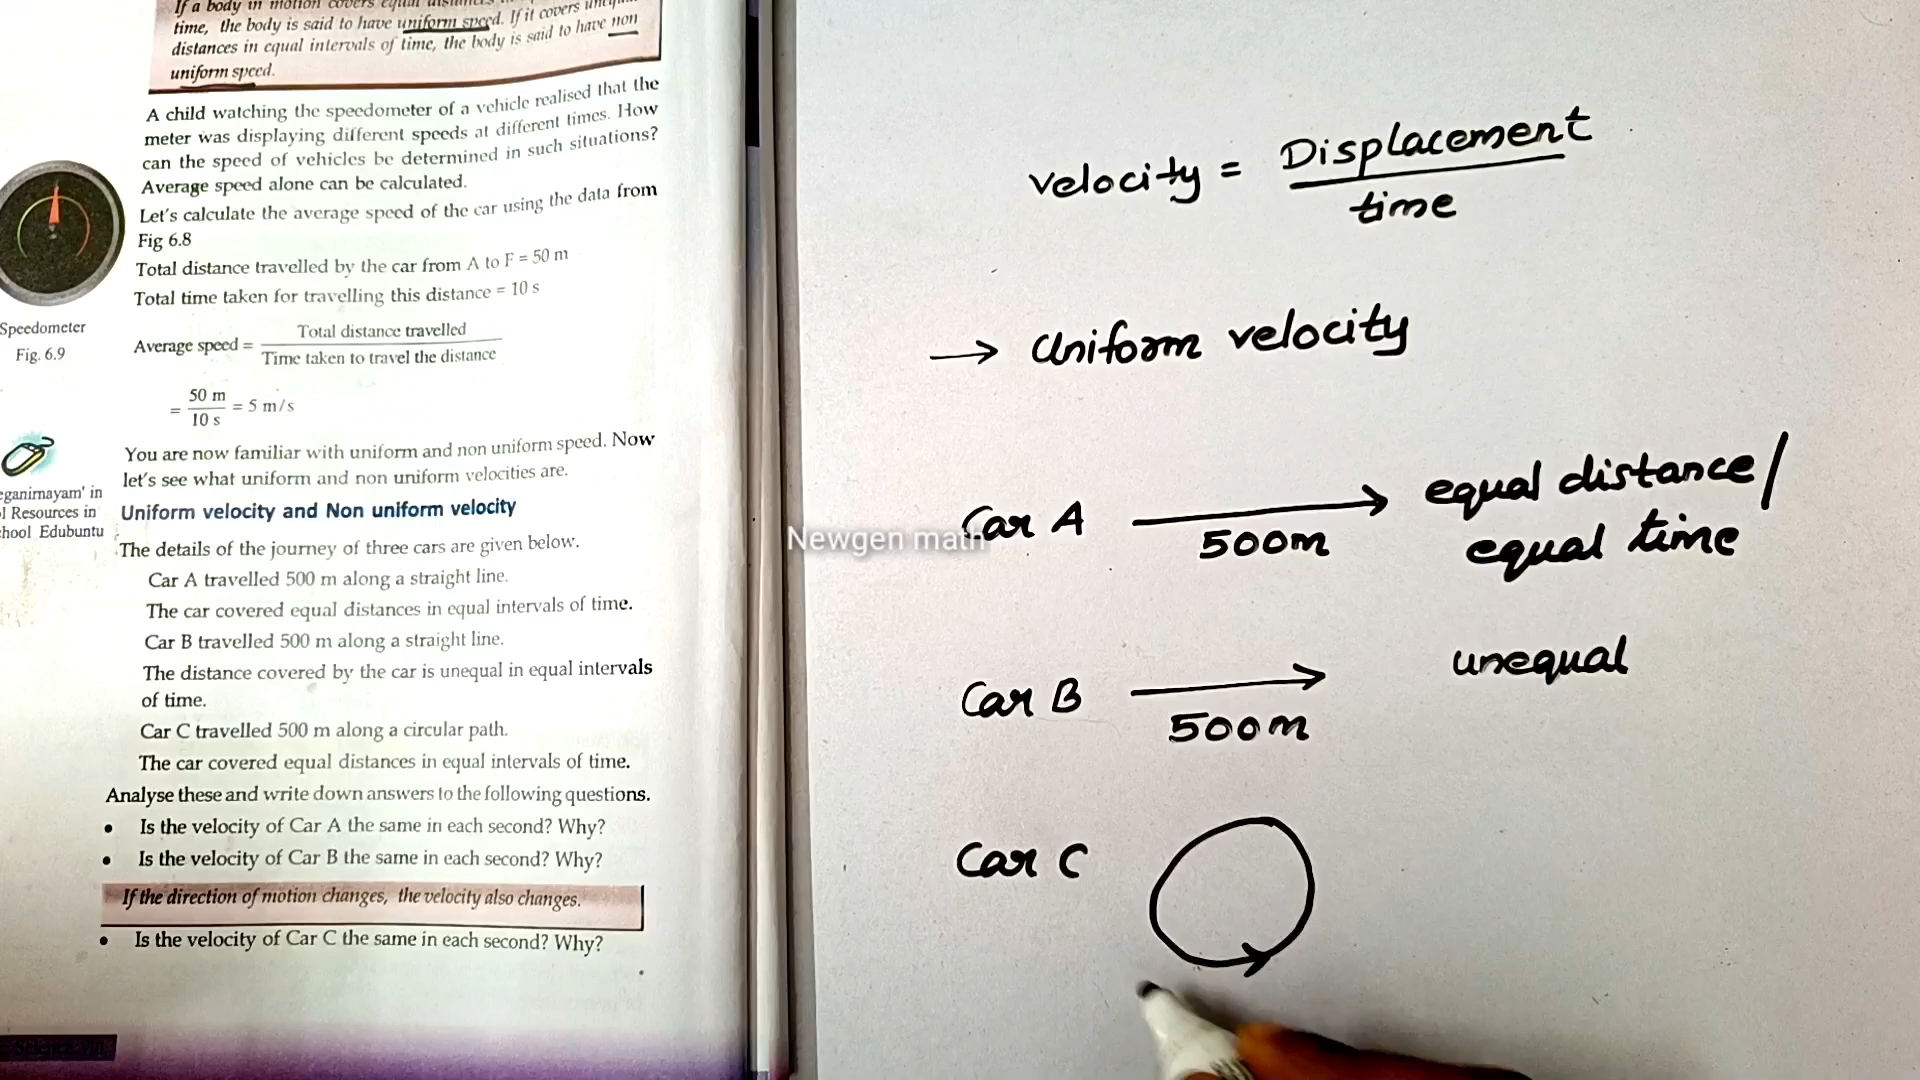 If a body in motion covers equal
time, the body is said to have uniform speed. If it covers
distances in equal intervals of time, the body is said to have non
uniform speed.
A child watching the speedometer of a vehicle realised that the
meter was displaying different speeds at different times. How
can the speed of vehicles be determined in such situations?
Average speed alone can be calculated.
Let's calculate the average speed of the car using the data from
Fig 6.8
Total distance travelled by the car from A to F = 50 m
Total time taken for travelling this distance = 10 s
Speedometer
Fig. 6.9
Average speed = Total distance travelled
Time taken to travel the distance
= 50 m
10 s
= 5 m/s
You are now familiar with uniform and non uniform speed. Now
let's see what uniform and non uniform velocities are.
in
Resources in
Edubuntu
Uniform velocity and Non uniform velocity
The details of the journey of three cars are given below.
Car A travelled 500 m along a straight line.
The car covered equal distances in equal intervals of time.
Car B travelled 500 m along a straight line.
The distance covered by the car is unequal in equal intervals
of time.
Car C travelled 500 m along a circular path.
The car covered equal distances in equal intervals of time.
Analyse these and write down answers to the following questions.
• Is the velocity of Car A the same in each second? Why?
• Is the velocity of Car B the same in each second? Why?
If the direction of motion changes, the velocity also changes.
• Is the velocity of Car C the same in each second? Why?
velocity = Displacement
time
→ Uniform velocity
Car A → 500m equal distance/
equal time
Newgen math
Car B → 500m unequal
Car C